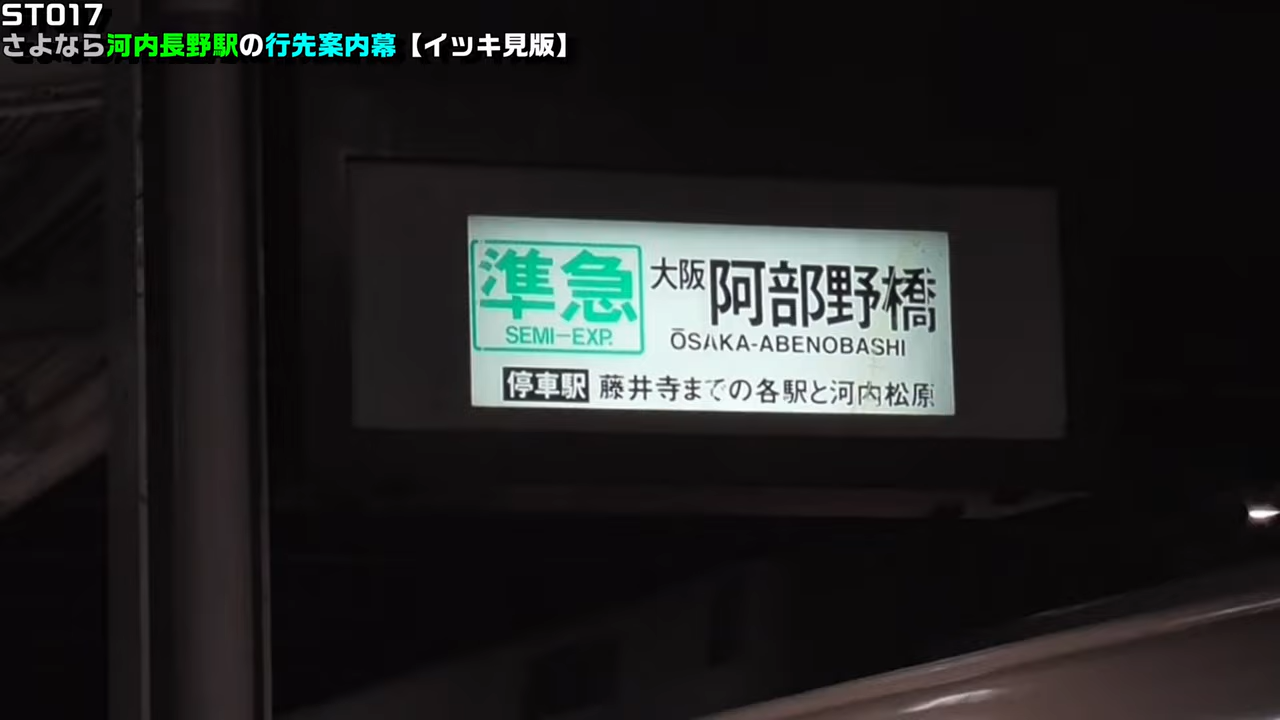 ST017
さよなら河内長野駅の行先案内幕【イッキ見版】
準急 大阪阿部野橋
SEMI-EXP. ŌSAKA-ABENOBASHI
停車駅 藤井寺までの各駅と河内松原